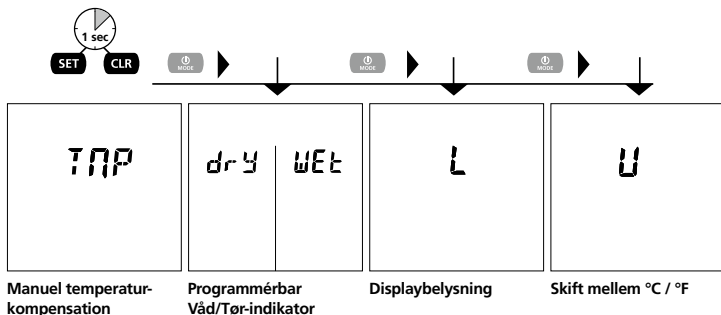 1 sec
SET CLR
MODE MODE MODE
TMP dry WEt L U
Manuel temperatur-
kompensation
Programmérbar
Våd/Tør-indikator
Displaybelysning
Skift mellem °C / °F